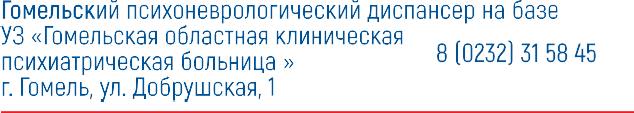 Гомельский психоневрологический диспансер на базе
УЗ «Гомельская областная клиническая
психиатрическая больница »
8 (0232) 31 58 45
г. Гомель, ул. Добрушская, 1